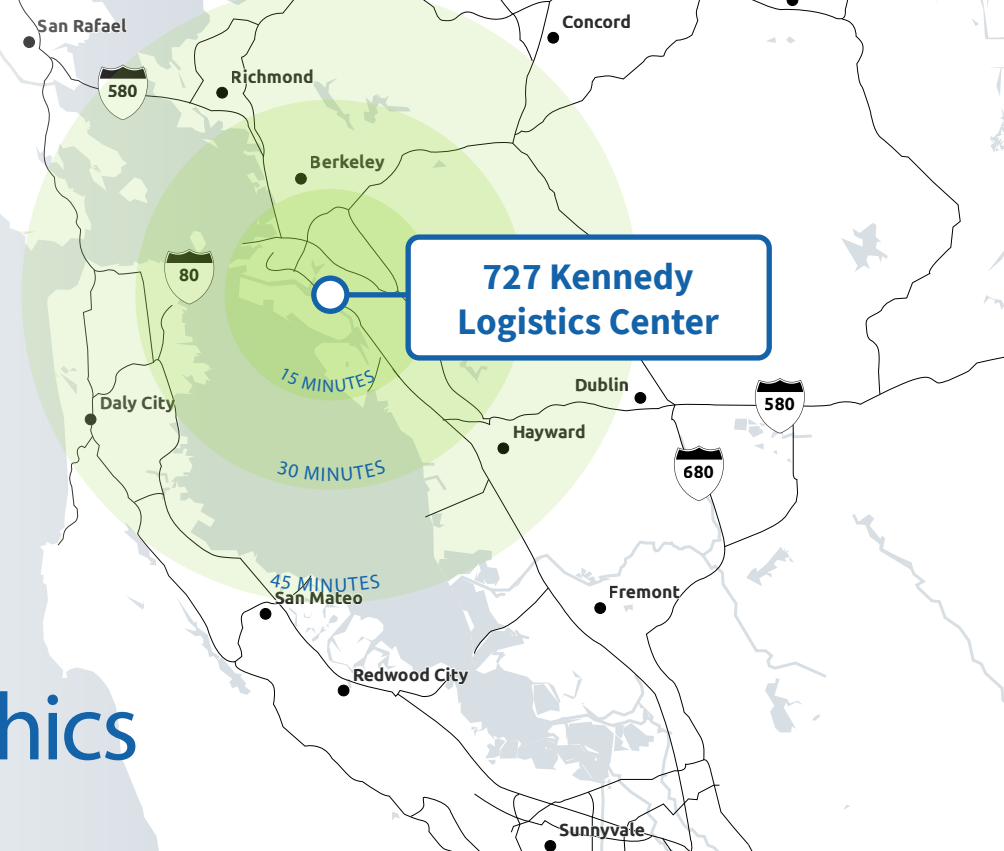 San Rafael
Concord
580
Richmond
Berkeley
80
727 Kennedy
Logistics Center
15 MINUTES
Daly City
Dublin
580
Hayward
30 MINUTES
680
45 MINUTES
San Mateo
Fremont
Redwood City
hics
Sunnyvale